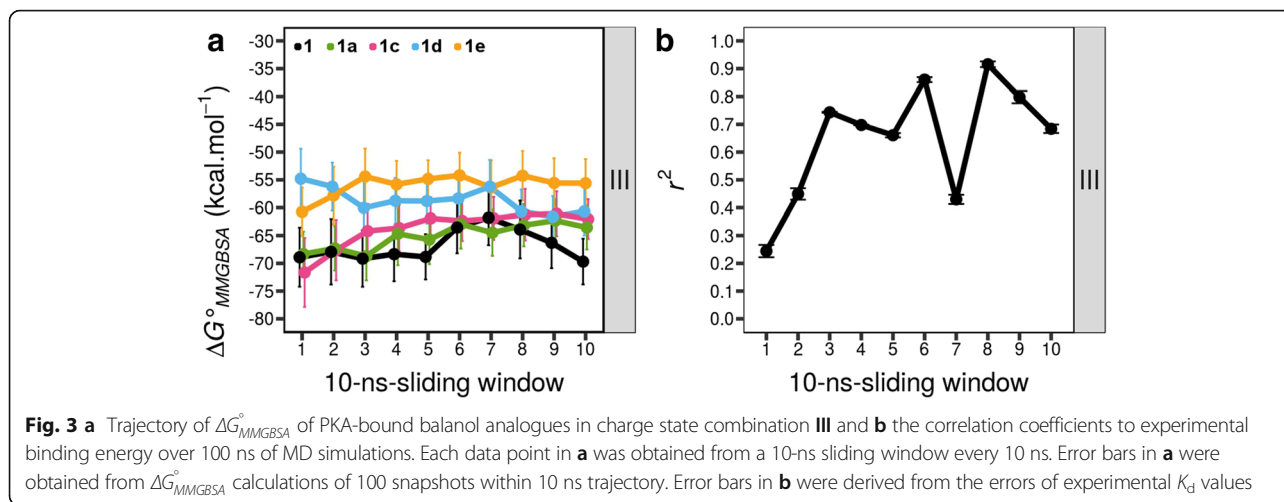 a
b
•1 •1a •1c •1d •1e
-30
-35
-40
-45
-50
-55
-60
-65
-70
-75
-80
ΔG°MMGBSA (kcal.mol−1)
1 2 3 4 5 6 7 8 9 10
10-ns-sliding window
III
1.0
0.9
0.8
0.7
0.6
0.5
0.4
0.3
0.2
0.1
0.0
r2
1 2 3 4 5 6 7 8 9 10
10-ns-sliding window
III
Fig. 3 a Trajectory of ΔG°MMGBSA of PKA-bound balanol analogues in charge state combination III and b the correlation coefficients to experimental
binding energy over 100 ns of MD simulations. Each data point in a was obtained from a 10-ns sliding window every 10 ns. Error bars in a were
obtained from ΔG°MMGBSA calculations of 100 snapshots within 10 ns trajectory. Error bars in b were derived from the errors of experimental Kd values